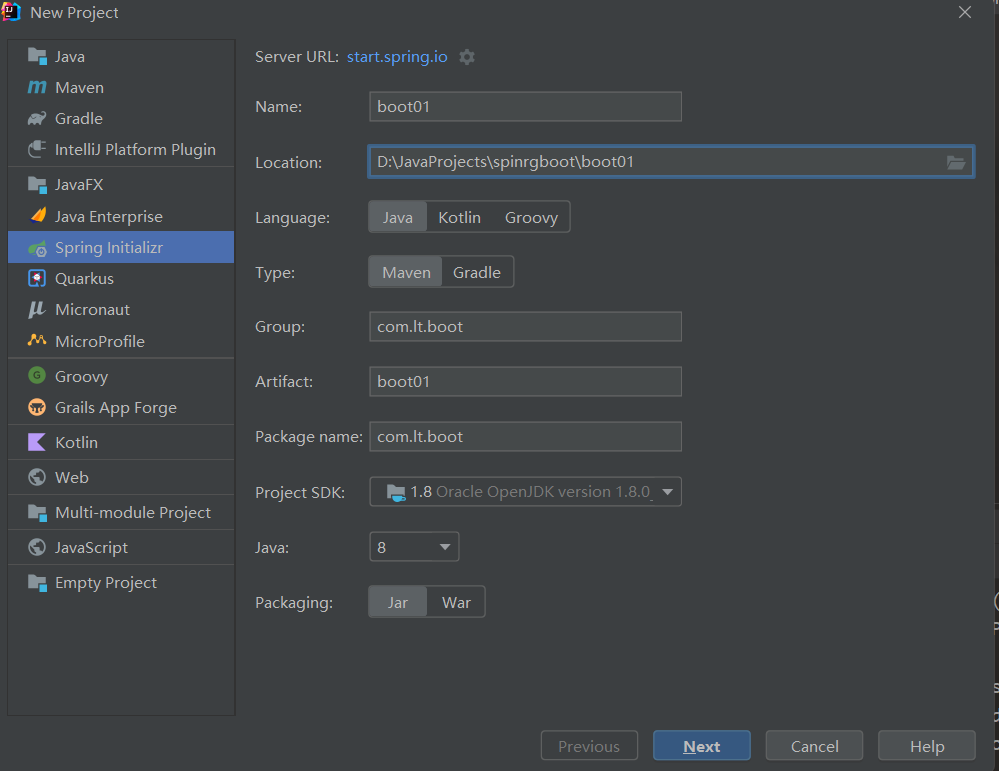 New Project
Java
Maven
Gradle
IntelliJ Platform Plugin
JavaFX
Java Enterprise
Spring Initializr
Quarkus
Micronaut
MicroProfile
Groovy
Grails App Forge
Kotlin
Web
Multi-module Project
JavaScript
Empty Project
Server URL: start.spring.io
Name: boot01
Location: D:\JavaProjects\spinrgboot\boot01
Language: Java Kotlin Groovy
Type: Maven Gradle
Group: com.lt.boot
Artifact: boot01
Package name: com.lt.boot
Project SDK: 1.8 Oracle OpenJDK version 1.8.0_
Java: 8
Packaging: Jar War
Previous Next Cancel Help